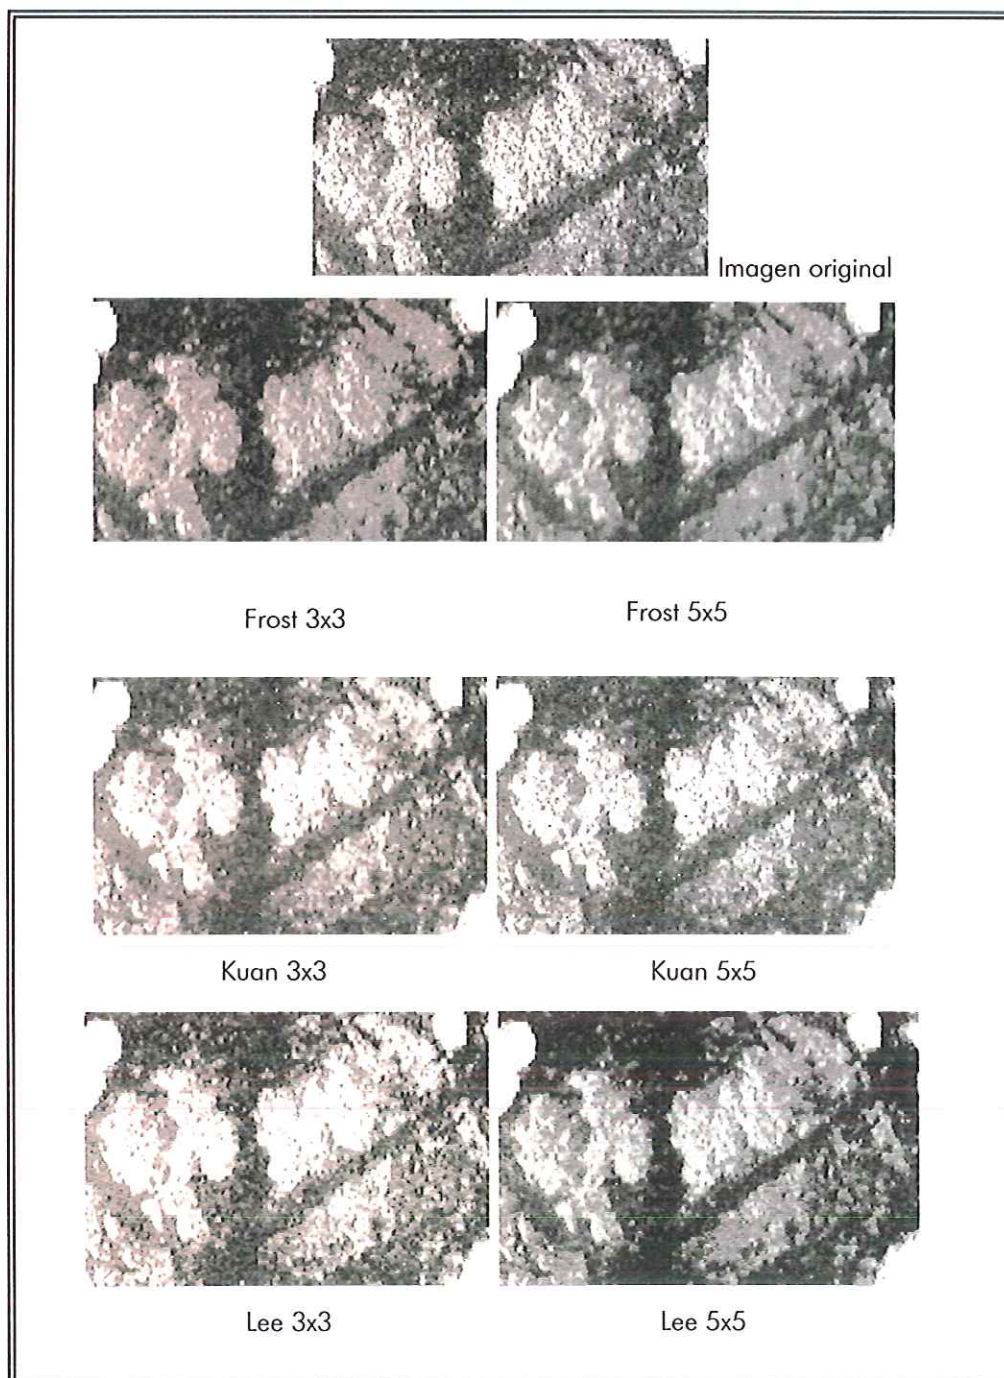 Imagen original
Frost 3x3
Frost 5x5
Kuan 3x3
Kuan 5x5
Lee 3x3
Lee 5x5